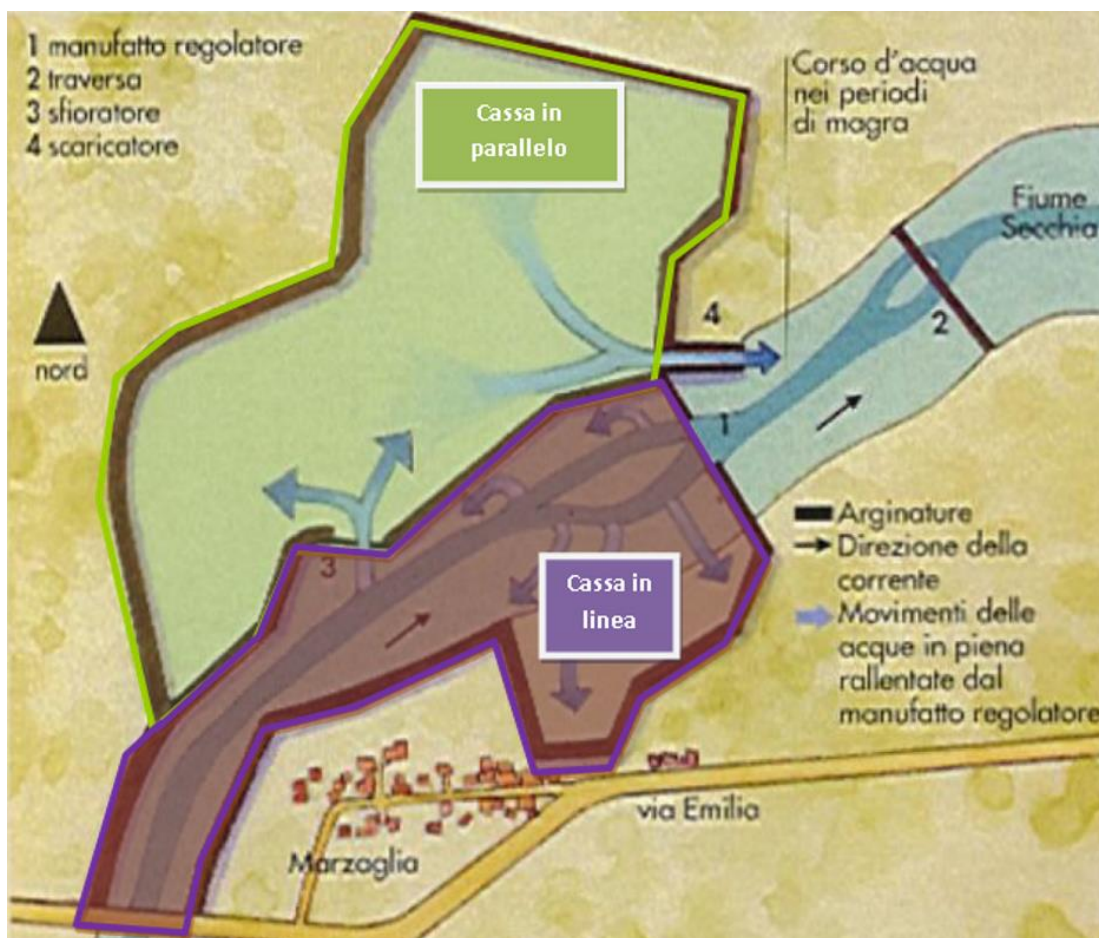 1 manufatto regolatore
2 traversa
3 sfioratore
4 scaricatore
Cassa in
parallelo
Corso d'acqua
nei periodi
di magra
Fiume
Secchia
nord
4
2
1
3
Cassa in
linea
Arginature
Direzione della
corrente
Movimenti delle
acque in piena
rallentate dal
manufatto regolatore
via Emilia
Marzaglia